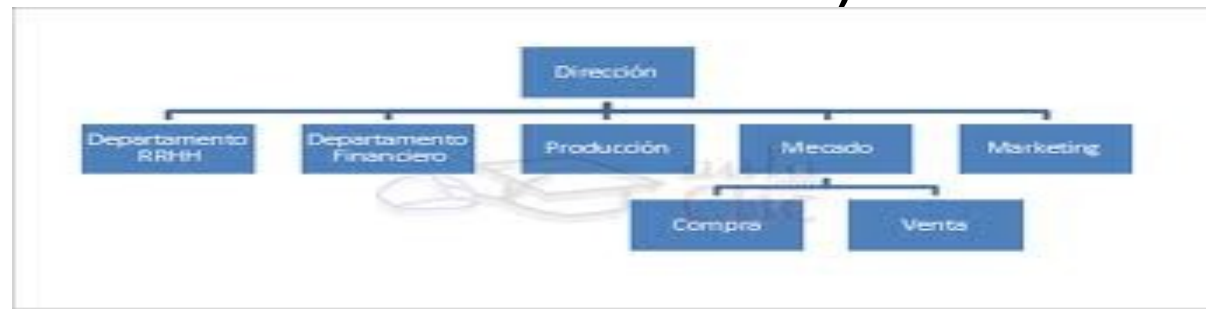 Dirección
Departamento
RRHH
Departamento
Financiero
Producción
Mecado
Marketing
Compra
Venta